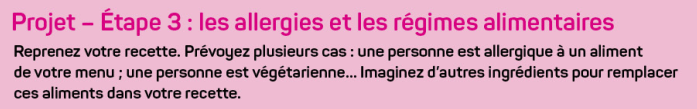 Projet – Étape 3 : les allergies et les régimes alimentaires
Reprenez votre recette. Prévoyez plusieurs cas : une personne est allergique à un aliment
de votre menu ; une personne est végétarienne... Imaginez d'autres ingrédients pour remplacer
ces aliments dans votre recette.